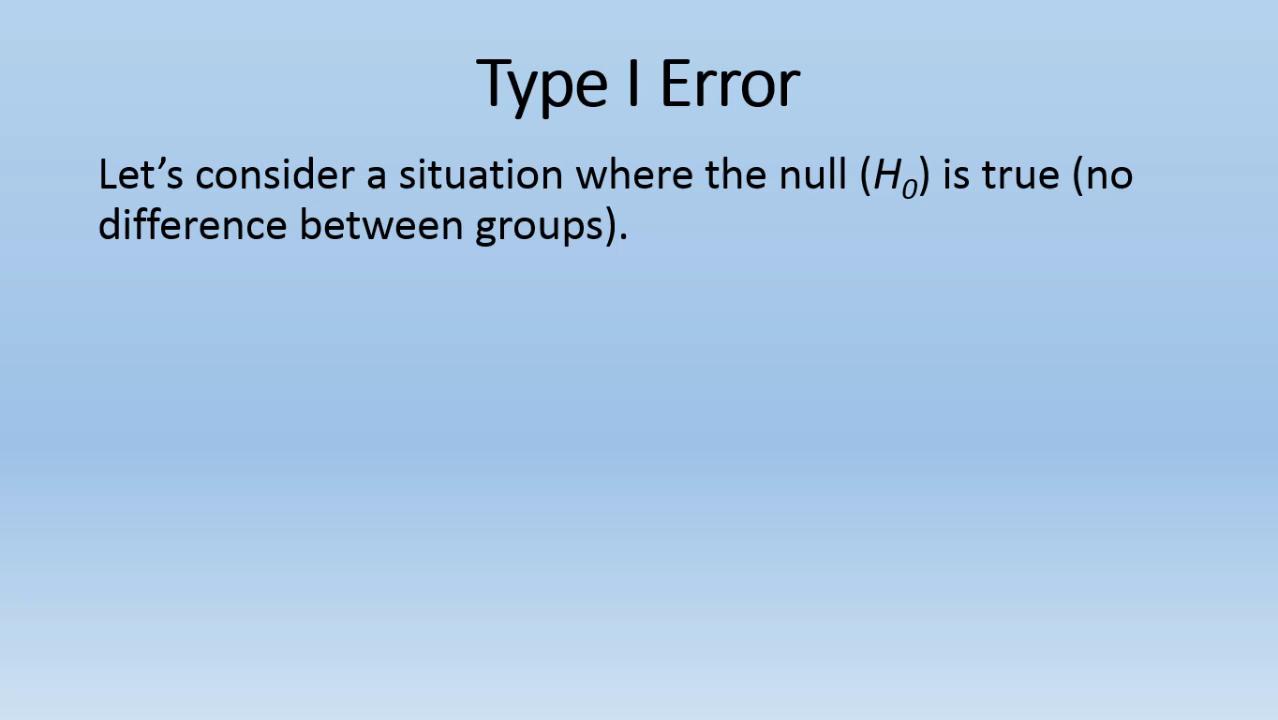 Type I Error
Let’s consider a situation where the null (H0) is true (no
difference between groups).